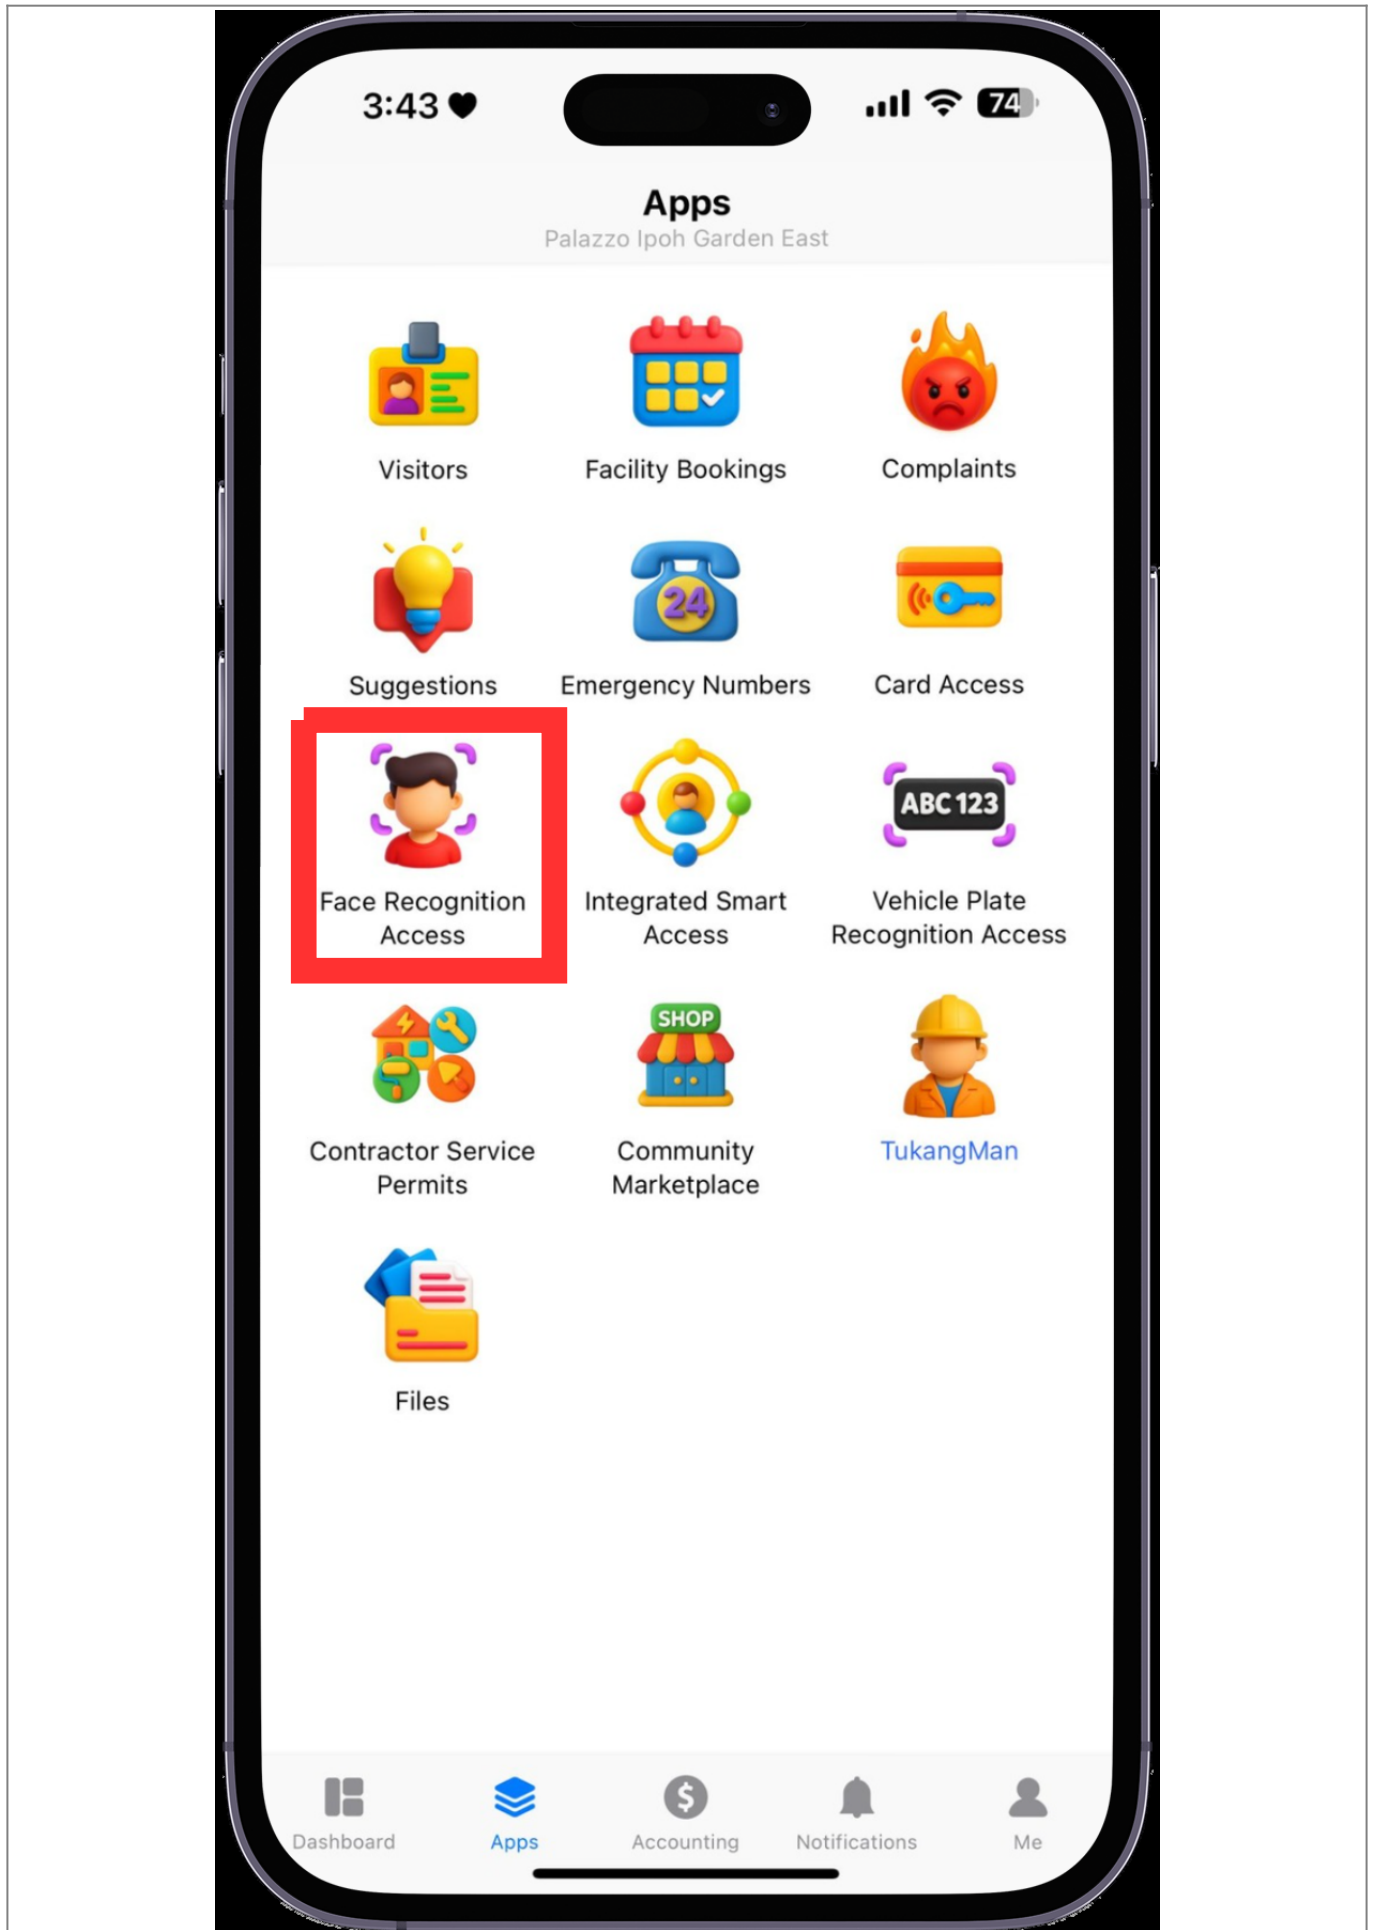 3:43
74
Apps
Palazzo Ipoh Garden East
Visitors
Facility Bookings
Complaints
24
Suggestions
Emergency Numbers
Card Access
ABC 123
Face Recognition
Access
Integrated Smart
Access
Vehicle Plate
Recognition Access
SHOP
Contractor Service
Permits
Community
Marketplace
TukangMan
Files
$
Dashboard
Apps
Accounting
Notifications
Me